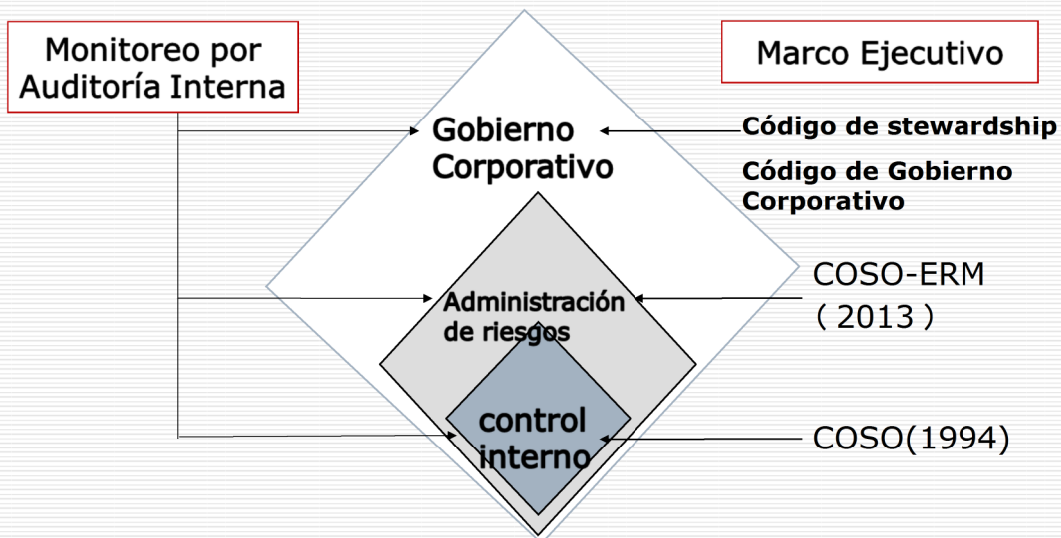 Monitoreo por
Auditoría Interna
Marco Ejecutivo
Gobierno
Corporativo
Código de stewardship
Código de Gobierno
Corporativo
Administración
de riesgos
COSO-ERM
( 2013 )
control
interno
COSO(1994)